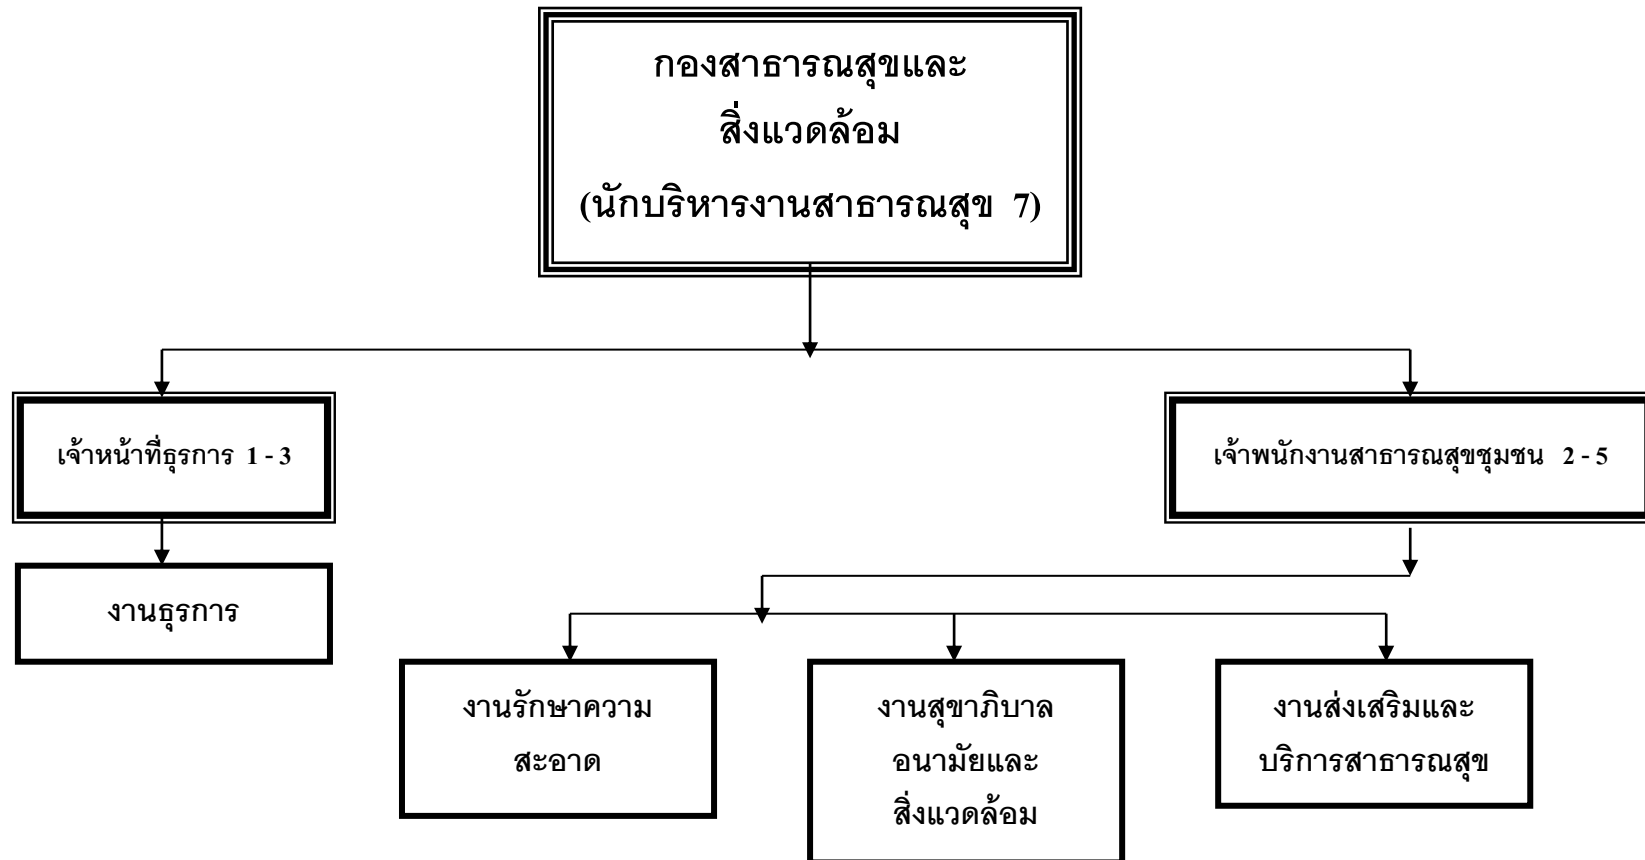 กองสาธารณสุขและ
สิ่งแวดล้อม
(นักบริหารงานสาธารณสุข 7)
เจ้าหน้าที่ธุรการ 1 - 3
เจ้าพนักงานสาธารณสุขชุมชน 2 - 5
งานธุรการ
งานรักษาความ
สะอาด
งานสุขาภิบาล
อนามัยและ
สิ่งแวดล้อม
งานส่งเสริมและ
บริการสาธารณสุข